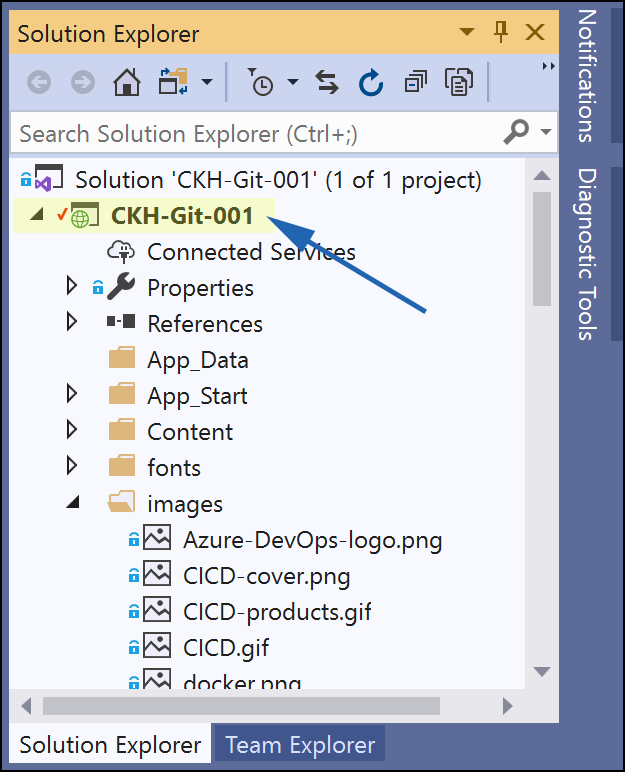 Solution Explorer
Search Solution Explorer (Ctrl+;)
Solution 'CKH-Git-001' (1 of 1 project)
CKH-Git-001
Connected Services
Properties
References
App_Data
App_Start
Content
fonts
images
Azure-DevOps-logo.png
CICD-cover.png
CICD-products.gif
CICD.gif
docker.png
Solution Explorer
Team Explorer
Notifications
Diagnostic Tools